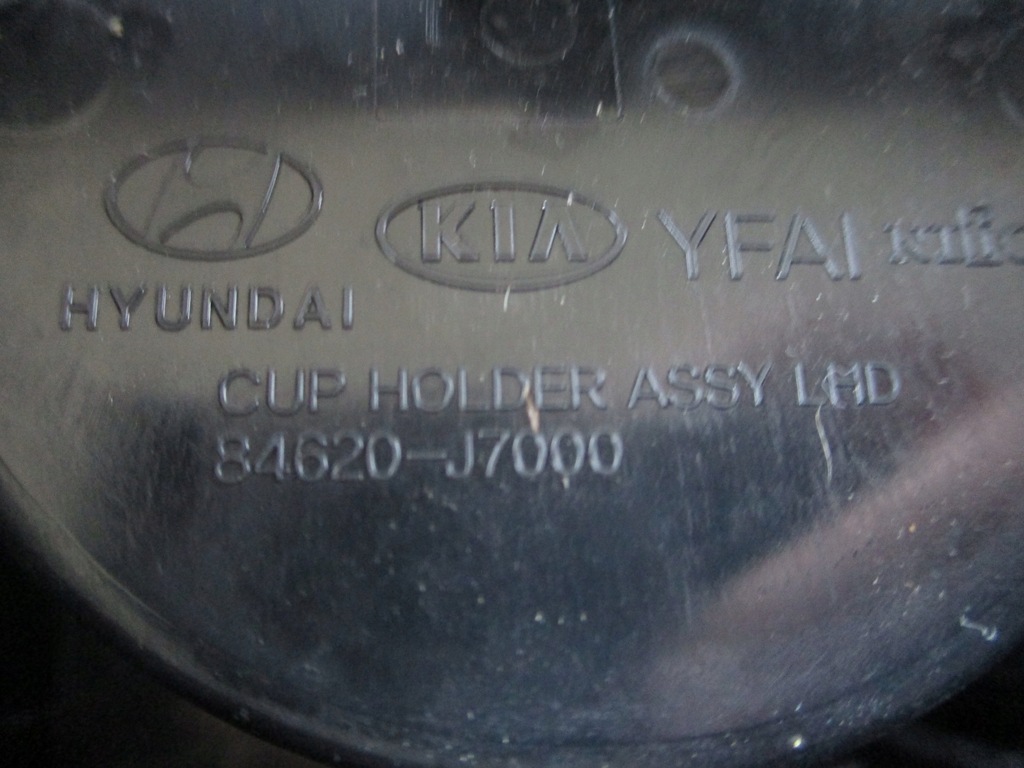 KIA YFAI
HYUNDAI
CUP HOLDER ASSY LHD
84620-J7000